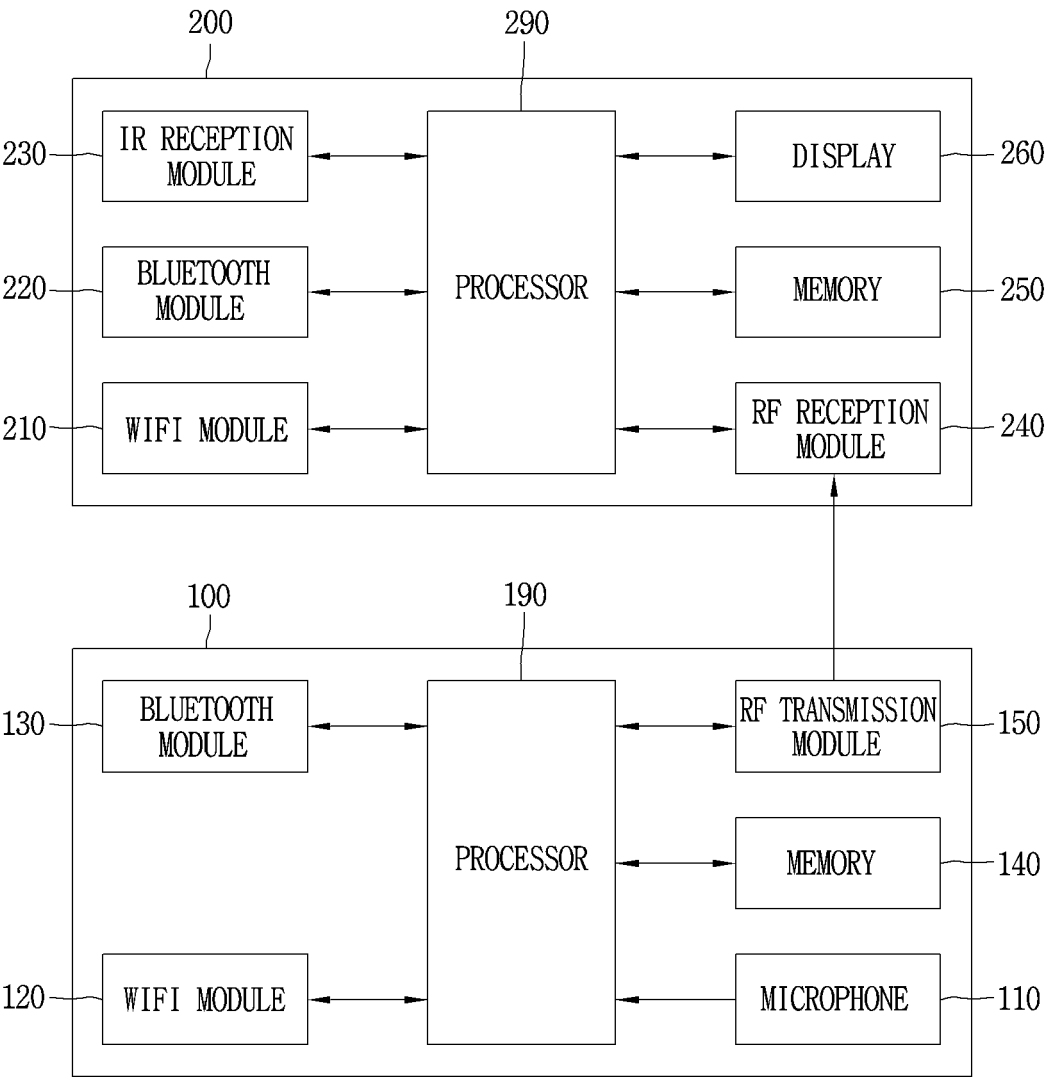 200
290
230
IR RECEPTION
MODULE
DISPLAY
260
220
BLUETOOTH
MODULE
PROCESSOR
MEMORY
250
210
WIFI MODULE
RF RECEPTION
MODULE
240
100
190
130
BLUETOOTH
MODULE
RF TRANSMISSION
MODULE
150
PROCESSOR
MEMORY
140
120
WIFI MODULE
MICROPHONE
110